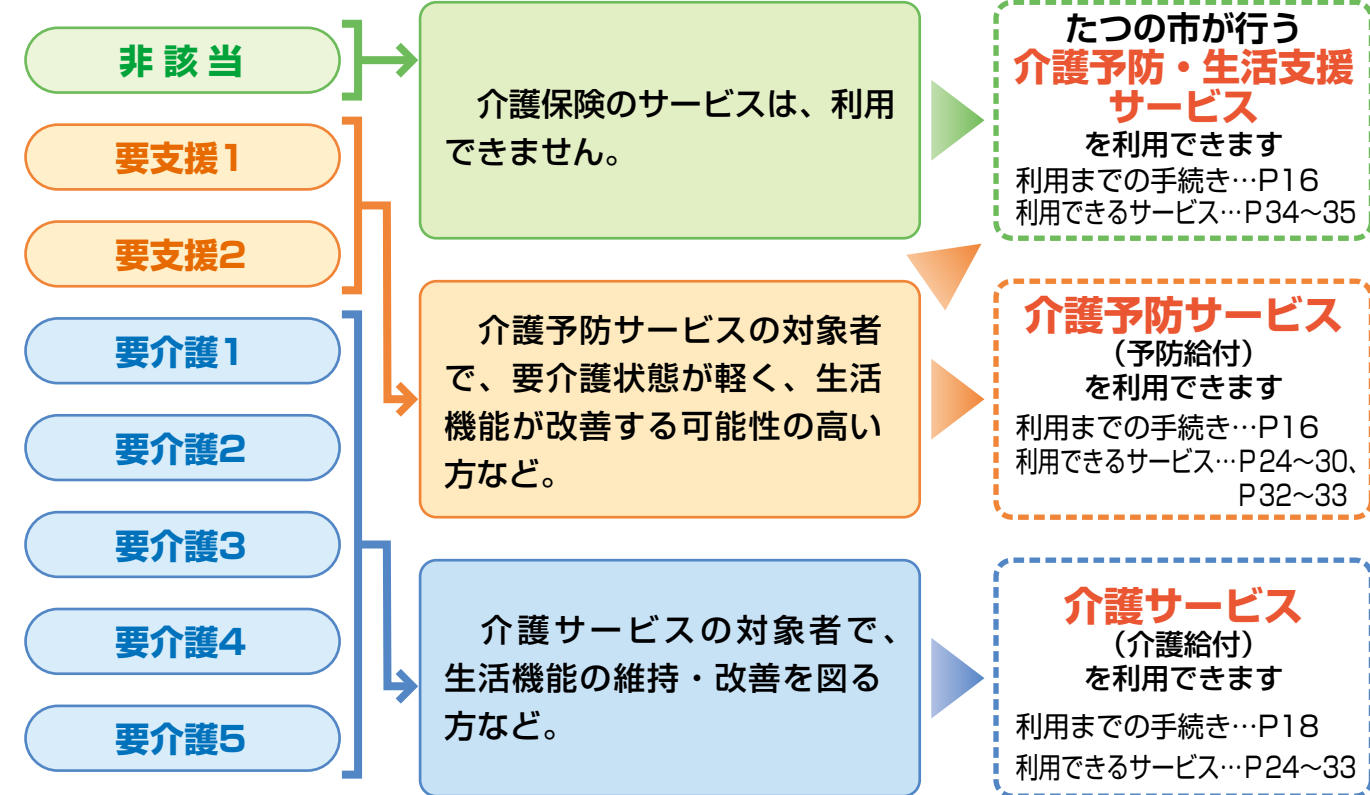 非該当
要支援1
要支援2
要介護1
要介護2
要介護3
要介護4
要介護5
介護保険のサービスは、利用
できません。
介護予防サービスの対象者
で、要介護状態が軽く、生活
機能が改善する可能性の高い
方など。
介護サービスの対象者で、
生活機能の維持・改善を図る
方など。
たつの市が行う
介護予防・生活支援
サービス
を利用できます
利用までの手続き…P16
利用できるサービス…P34～35
介護予防サービス
（予防給付）
を利用できます
利用までの手続き…P16
利用できるサービス…P24～30、
P32～33
介護サービス
（介護給付）
を利用できます
利用までの手続き…P18
利用できるサービス…P24～33